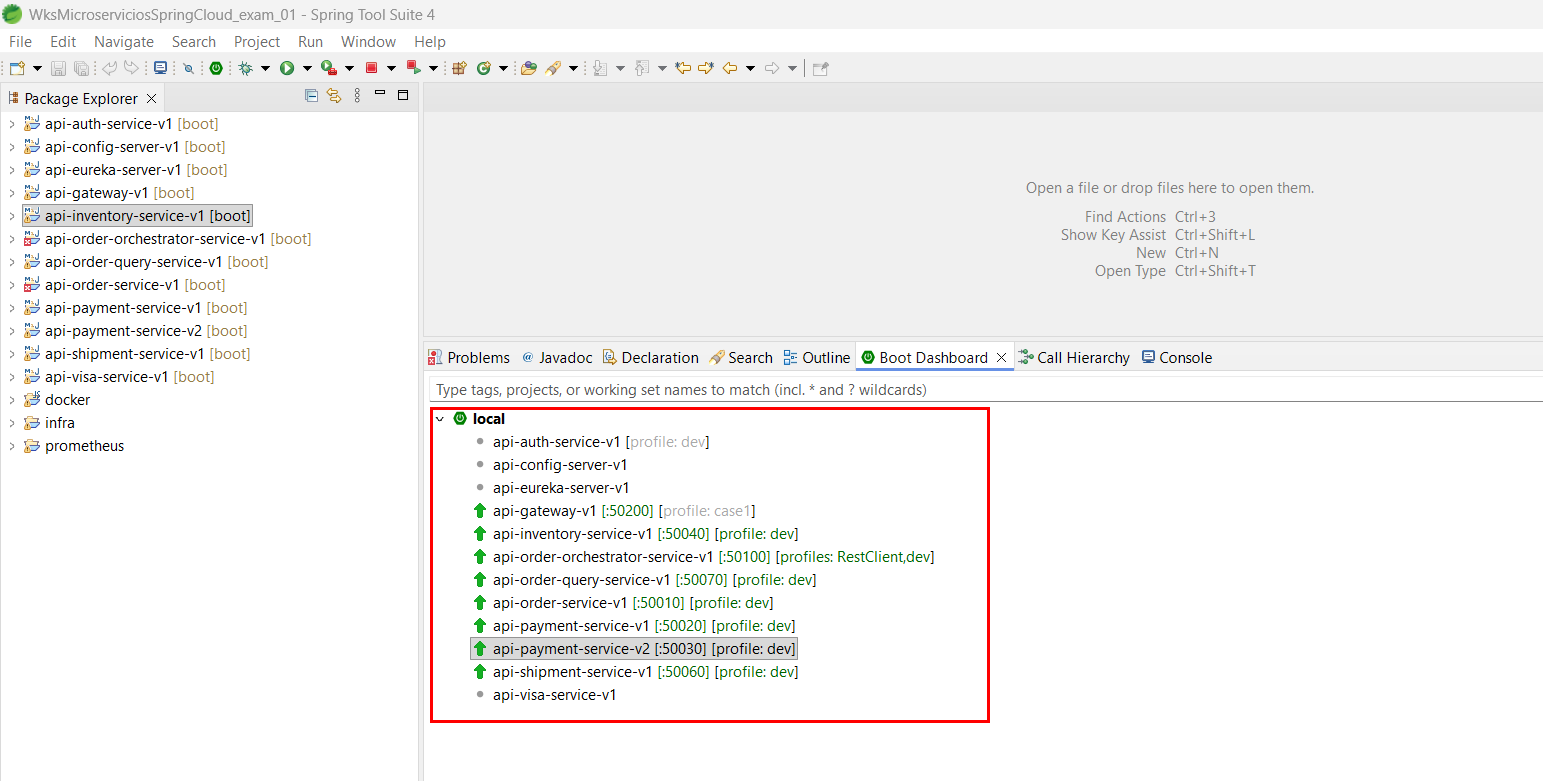 WksMicroserviciosSpringCloud_exam_01 - Spring Tool Suite 4
File Edit Navigate Search Project Run Window Help
Package Explorer
api-auth-service-v1 [boot]
api-config-server-v1 [boot]
api-eureka-server-v1 [boot]
api-gateway-v1 [boot]
api-inventory-service-v1 [boot]
api-order-orchestrator-service-v1 [boot]
api-order-query-service-v1 [boot]
api-order-service-v1 [boot]
api-payment-service-v1 [boot]
api-payment-service-v2 [boot]
api-shipment-service-v1 [boot]
api-visa-service-v1 [boot]
docker
infra
prometheus
Open a file or drop files here to open them.
Find Actions Ctrl+3
Show Key Assist Ctrl+Shift+L
New Ctrl+N
Open Type Ctrl+Shift+T
Problems @ Javadoc Declaration Search Outline Boot Dashboard Call Hierarchy Console
Type tags, projects, or working set names to match (incl. * and ? wildcards)
local
api-auth-service-v1 [profile: dev]
api-config-server-v1
api-eureka-server-v1
api-gateway-v1 [:50200] [profile: case1]
api-inventory-service-v1 [:50040] [profile: dev]
api-order-orchestrator-service-v1 [:50100] [profiles: RestClient,dev]
api-order-query-service-v1 [:50070] [profile: dev]
api-order-service-v1 [:50010] [profile: dev]
api-payment-service-v1 [:50020] [profile: dev]
api-payment-service-v2 [:50030] [profile: dev]
api-shipment-service-v1 [:50060] [profile: dev]
api-visa-service-v1